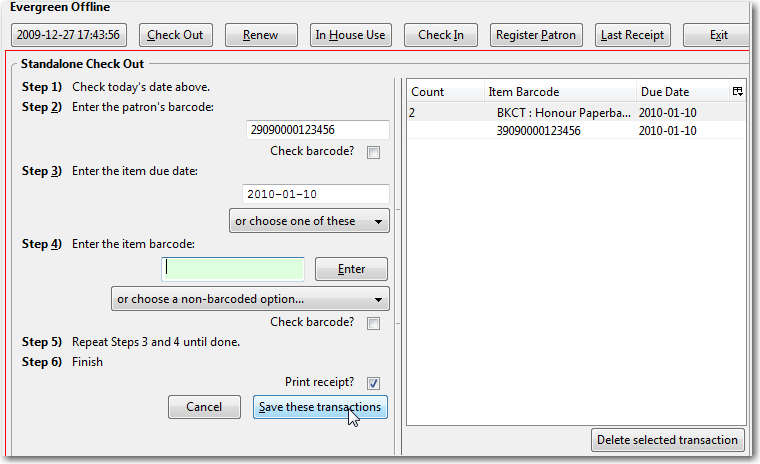 Evergreen Offline
2009-12-27 17:43:56 Check Out Renew In House Use Check In Register Patron Last Receipt Exit
Standalone Check Out
Step 1) Check today's date above.
Step 2) Enter the patron's barcode:
29090000123456
Check barcode?
Step 3) Enter the item due date:
2010-01-10
or choose one of these
Step 4) Enter the item barcode:
Enter
or choose a non-barcoded option...
Check barcode?
Step 5) Repeat Steps 3 and 4 until done.
Step 6) Finish
Print receipt?
Cancel Save these transactions
Count Item Barcode Due Date
2 BKCT : Honour Paperba... 2010-01-10
39090000123456 2010-01-10
Delete selected transaction